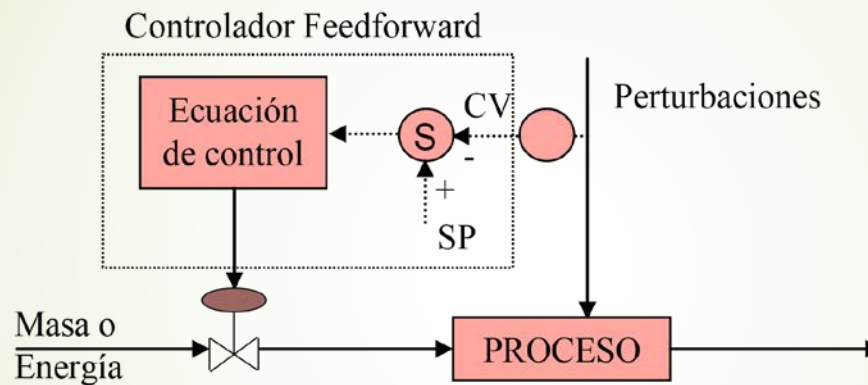 Controlador Feedforward
Ecuación
de control
S
CV
-
+
SP
Perturbaciones
Masa o
Energía
PROCESO